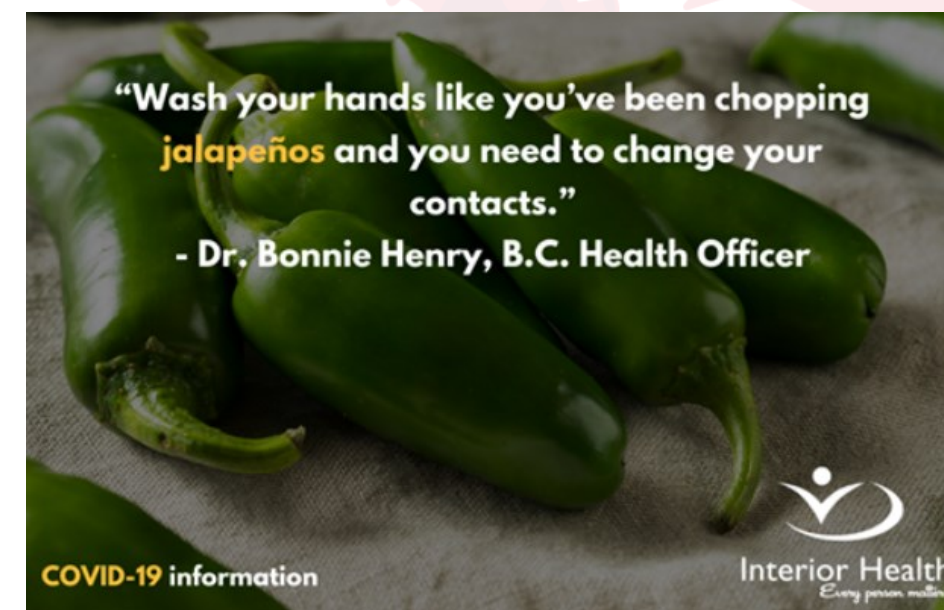 “Wash your hands like you’ve been chopping
jalapeños and you need to change your
contacts.”
- Dr. Bonnie Henry, B.C. Health Officer
COVID-19 information
Interior Health
Every person matters